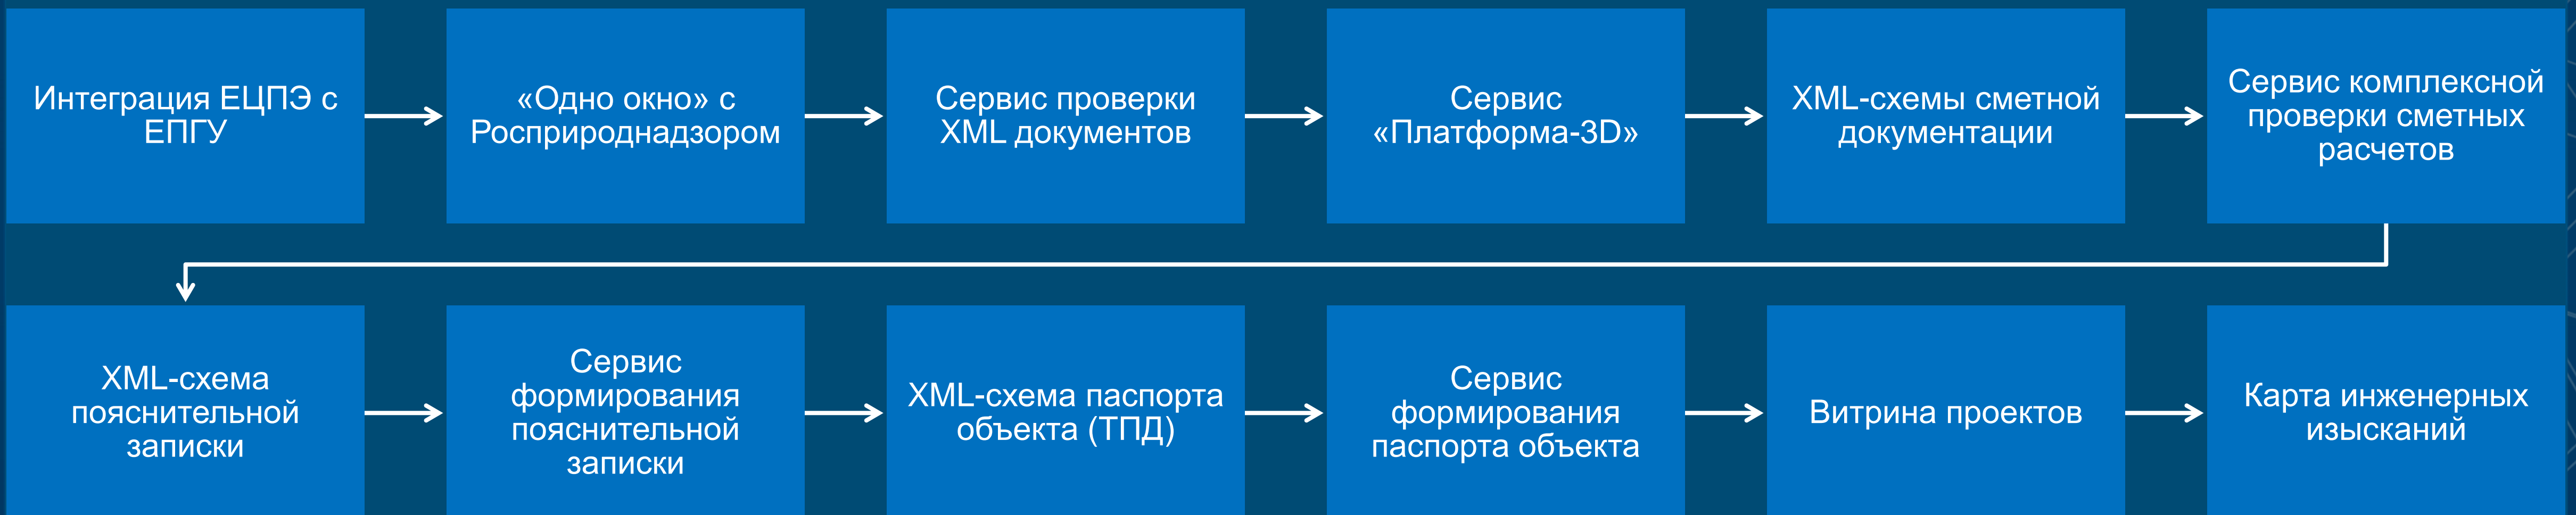 Интеграция ЕЦПЭ с
ЕПГУ
«Одно окно» с
Росприроднадзором
Сервис проверки
XML документов
Сервис
«Платформа-3D»
XML-схемы сметной
документации
Сервис комплексной
проверки сметных
расчетов
XML-схема
пояснительной
записки
Сервис
формирования
пояснительной
записки
XML-схема паспорта
объекта (ТПД)
Сервис
формирования
паспорта объекта
Витрина проектов
Карта инженерных
изысканий